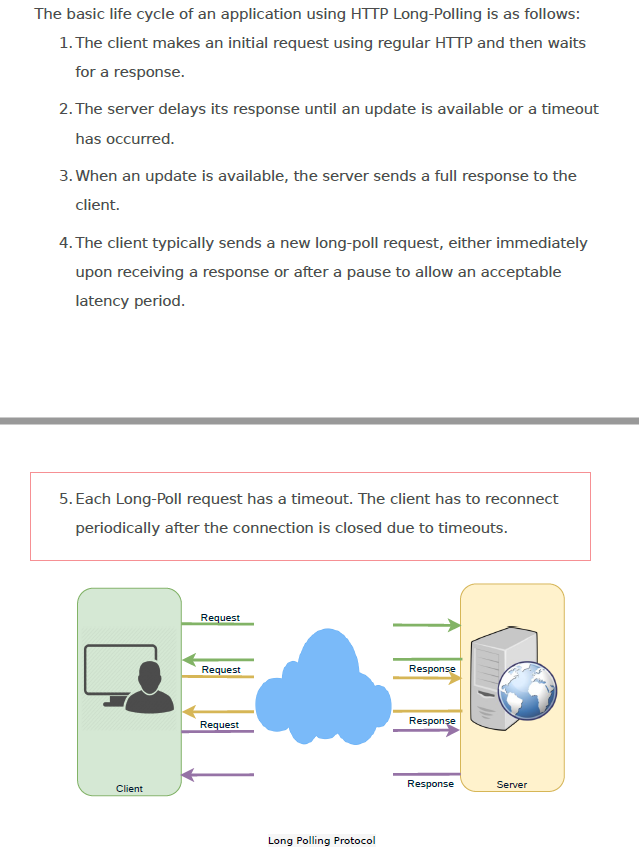 The basic life cycle of an application using HTTP Long-Polling is as follows:
1. The client makes an initial request using regular HTTP and then waits
for a response.
2. The server delays its response until an update is available or a timeout
has occurred.
3. When an update is available, the server sends a full response to the
client.
4. The client typically sends a new long-poll request, either immediately
upon receiving a response or after a pause to allow an acceptable
latency period.
5. Each Long-Poll request has a timeout. The client has to reconnect
periodically after the connection is closed due to timeouts.
Request
Request
Response
Request
Response
Response
Client
Server
Long Polling Protocol